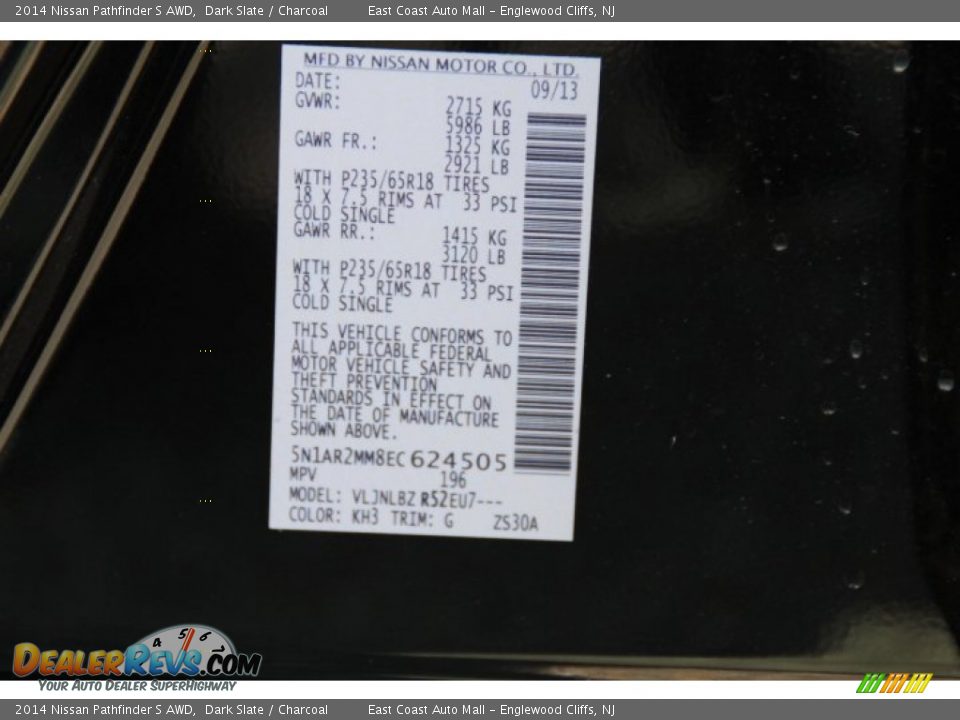 2014 Nissan Pathfinder S AWD, Dark Slate / Charcoal East Coast Auto Mall - Englewood Cliffs, NJ
MFD BY NISSAN MOTOR CO., LTD.
DATE: 09/13
GVWR: 2715 KG
5986 LB
GAWR FR.: 1325 KG
2921 LB
WITH P235/65R18 TIRES
18 X 7.5 RIMS AT 33 PSI
COLD SINGLE
GAWR RR.: 1415 KG
3120 LB
WITH P235/65R18 TIRES
18 X 7.5 RIMS AT 33 PSI
COLD SINGLE
THIS VEHICLE CONFORMS TO
ALL APPLICABLE FEDERAL
MOTOR VEHICLE SAFETY AND
THEFT PREVENTION
STANDARDS IN EFFECT ON
THE DATE OF MANUFACTURE
SHOWN ABOVE.
5N1AR2MM8EC624505
MPV 196
MODEL: VLJNLBZ R52EU7---
COLOR: KH3 TRIM: G ZS30A
4 5 6
DEALERREVS.COM
YOUR AUTO DEALER SUPERHIGHWAY
2014 Nissan Pathfinder S AWD, Dark Slate / Charcoal East Coast Auto Mall - Englewood Cliffs, NJ